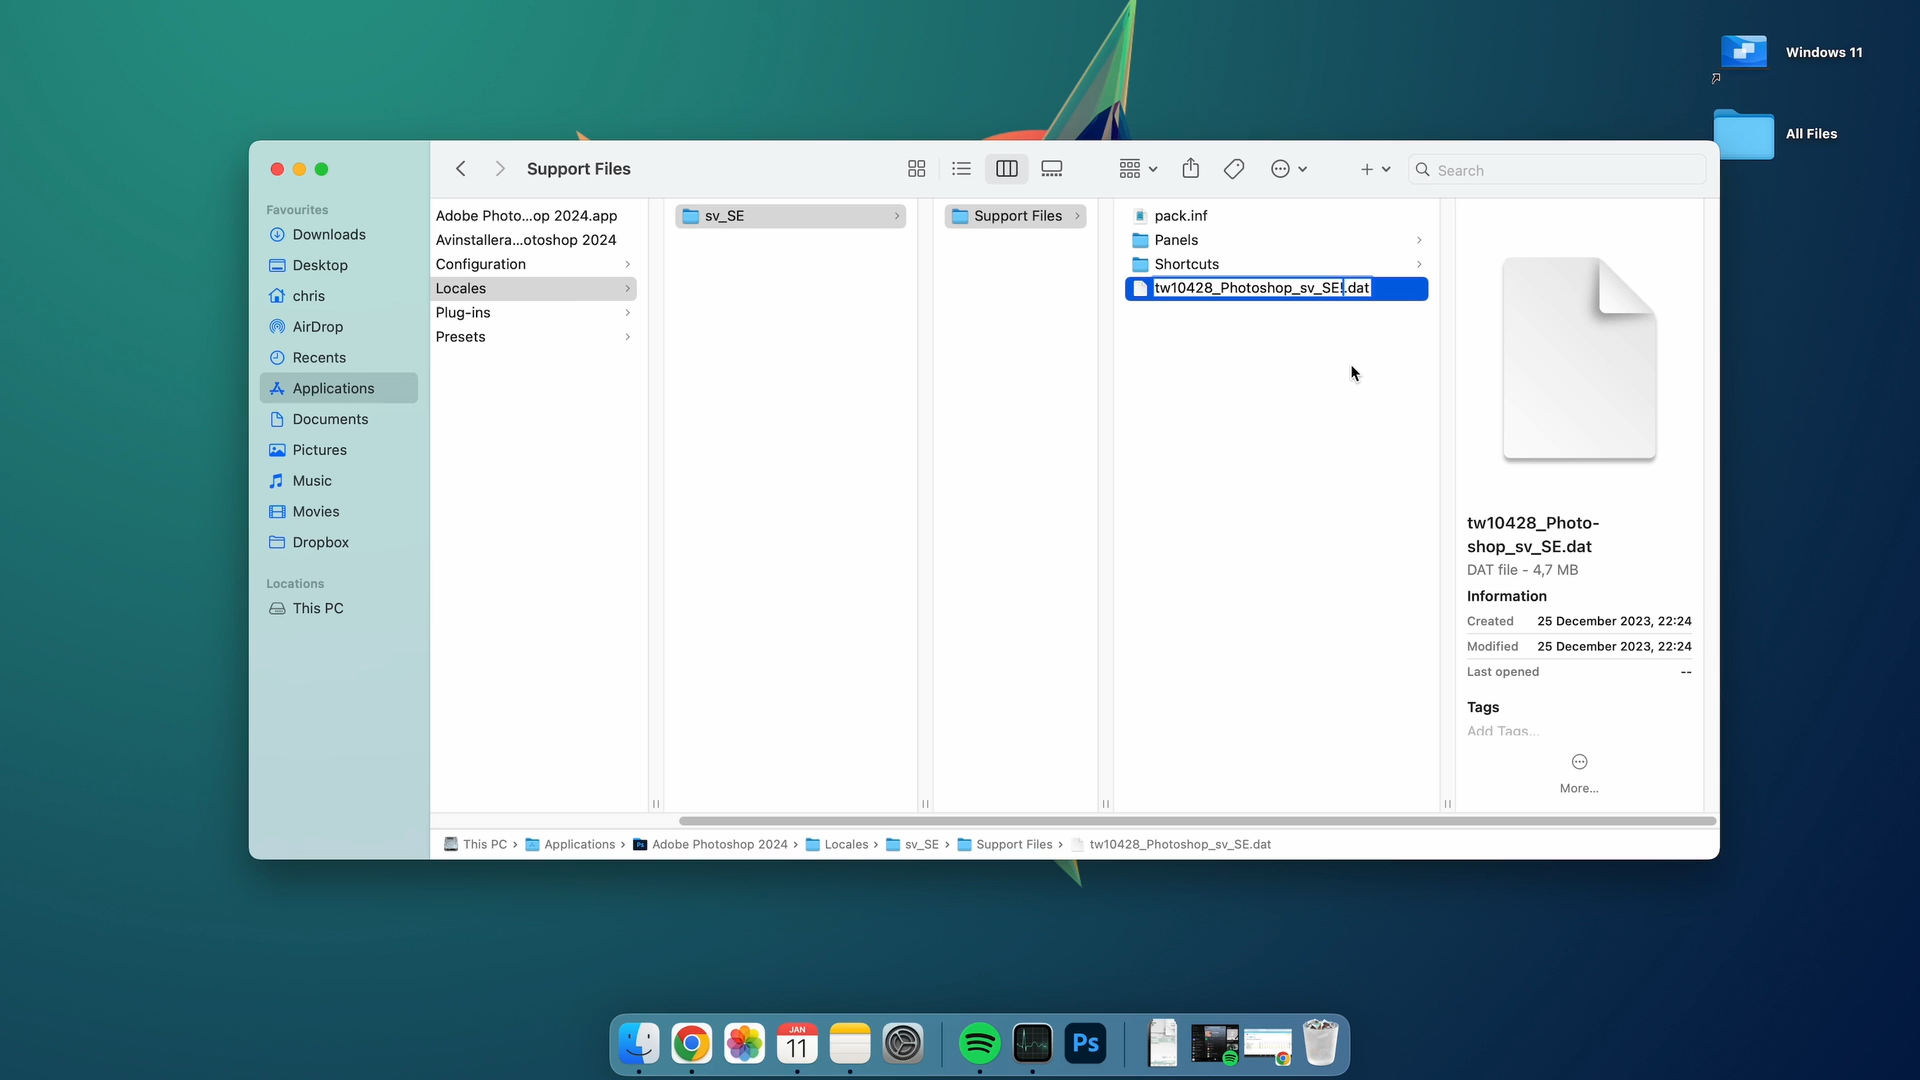 Windows 11
All Files
Support Files
Search
Favourites
Downloads
Desktop
chris
AirDrop
Recents
Applications
Documents
Pictures
Music
Movies
Dropbox
Locations
This PC
Adobe Photo...op 2024.app
Avinstallera...otoshop 2024
Configuration
Locales
Plug-ins
Presets
sv_SE
Support Files
pack.inf
Panels
Shortcuts
tw10428_Photoshop_sv_SE!.dat
tw10428_Photo-
shop_sv_SE.dat
DAT file - 4,7 MB
Information
Created 25 December 2023, 22:24
Modified 25 December 2023, 22:24
Last opened --
Tags
Add Tags...
More...
This PC › Applications › Adobe Photoshop 2024 › Locales › sv_SE › Support Files › tw10428_Photoshop_sv_SE.dat
JAN
11
Ps